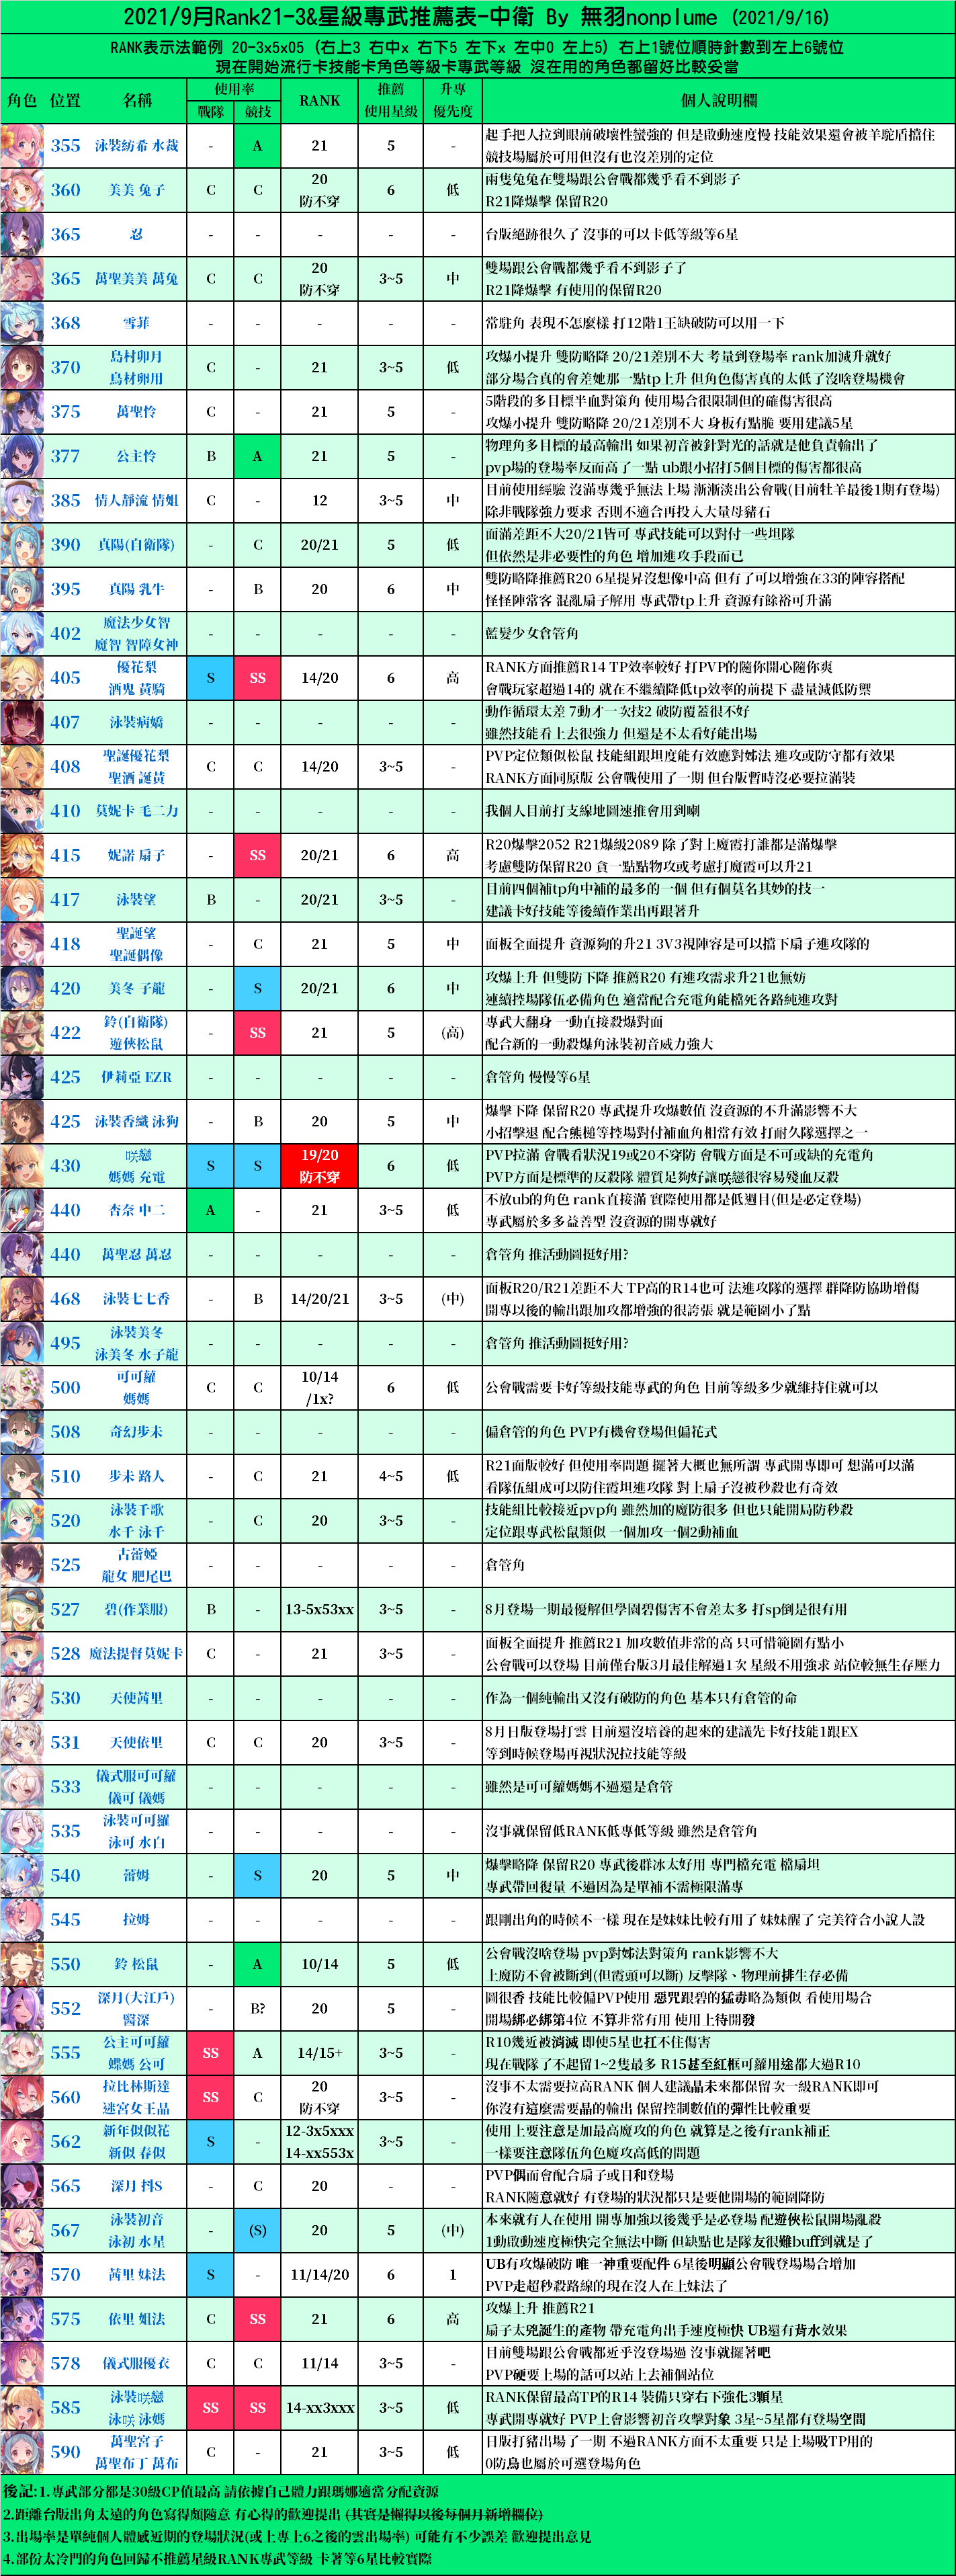 2021/9月Rank21-3&星級專武推薦表-中衛 By 無羽nonplume (2021/9/16)
RANK表示法範例 20-3x5x05 (右上3 右中x 右下5 左下x 左中0 左上5) 右上1號位順時針數到左上6號位
現在開始流行卡技能卡角色等級卡專武等級 沒在用的角色都留好比較妥當
角色 位置 名稱 使用率 戰隊 競技 RANK 推薦使用星級 升專優先度 個人說明欄
355 泳裝紡希 水裁 - A 21 5 -
起手把人拉到眼前破壞性蠻強的 但是啟動速度慢 技能效果還會被羊駝盾擋住
競技場屬於可用但沒有也沒差別的定位
360 美美 兔子 C C 20 防不穿 6 低
兩隻兔兔在雙場跟公會戰都幾乎看不到影子
R21降爆擊 保留R20
365 忍 - - - - -
台版絕跡很久了 沒事的可以卡低等級等6星
365 萬聖美美 萬兔 C C 20 防不穿 3~5 中
雙場跟公會戰都幾乎看不到影子了
R21降爆擊 有使用的保留R20
368 雪菲 - - - - -
常駐角 表現不怎麼樣 打12階1王缺破防可以用一下
370 島村卯月 島材卵用 C - 21 3~5 低
攻爆小提升 雙防略降 20/21差別不大 考量到登場率 rank加減升就好
部分場合真的會差她那一點tp上升 但角色傷害真的太低了沒啥登場機會
375 萬聖怜 C - 21 5 -
5階段的多目標半血對策角 使用場合很限制但的確傷害很高
攻爆小提升 雙防略降 20/21差別不大 身板有點脆 要用建議5星
377 公主怜 B A 21 5 -
物理角多目標的最高輸出 如果初音被針對光的話就是他負責輸出了
pvp場的登場率反而高了一點 ub跟小招打5個目標的傷害都很高
385 情人靜流 情姐 C - 12 3~5 中
目前使用經驗 沒滿專幾乎無法上場 漸漸淡出公會戰(目前牡羊最後1期有登場)
除非戰隊強力要求 否則不適合再投入大量母豬石
390 真陽(自衛隊) - C 20/21 5 低
面滿差距不大20/21皆可 專武技能可以對付一些坦隊
但依然是非必要性的角色 增加進攻手段而已
395 真陽 乳牛 - B 20 6 中
雙防略降推薦R20 6星提昇沒想像中高 但有了可以增強在33的陣容搭配
怪怪陣常客 混亂扇子解用 專武帶tp上升 資源有餘裕可升滿
402 魔法少女智 魔智 智障女神 - - - - -
藍髮少女倉管角
405 優花梨 酒鬼 黃騎 S SS 14/20 6 高
RANK方面推薦R14 TP效率較好 打PVP的隨你開心隨你爽
會戰玩家超過14的 就在不繼續降低tp效率的前提下 盡量減低防禦
407 泳裝病嬌 - - - - -
動作循環太差 7動才一次技2 破防覆蓋很不好
雖然技能看上去很強力 但還是不太看好能出場
408 聖誕優花梨 聖酒 誕黃 C C 14/20 3~5 -
PVP定位類似松鼠 技能組跟坦度能有效應對姊法 進攻或防守都有效果
RANK方面同原版 公會戰使用了一期 但台版暫時沒必要拉滿裝
410 莫妮卡 毛二力 - - - - -
我個人目前打支線地圖速推會用到喇
415 妮諾 扇子 - SS 20/21 6 高
R20爆擊2052 R21爆級2089 除了對上魔霞打誰都是滿爆擊
考慮雙防保留R20 貪一點點物攻或考慮打魔霞可以升21
417 泳裝望 B - 20/21 3~5 -
目前四個補tp角中補的最多的一個 但有個莫名其妙的技一
建議卡好技能等後續作業出再跟著升
418 聖誕望 聖誕偶像 - C 21 5 中
面板全面提升 資源夠的升21 3V3視陣容是可以擋下扇子進攻隊的
420 美冬 子龍 - S 20/21 6 中
攻爆上升 但雙防下降 推薦R20 有進攻需求升21也無妨
連續控場隊伍必備角色 適當配合充電角能檔死各路純進攻對
422 鈴(自衛隊) 遊俠松鼠 - SS 21 5 (高)
專武大翻身 一動直接殺爆對面
配合新的一動殺爆角泳裝初音威力強大
425 伊莉亞 EZR - - - - -
倉管角 慢慢等6星
425 泳裝香織 泳狗 - B 20 5 中
爆擊下降 保留R20 專武提升攻爆數值 沒資源的不升滿影響不大
小招擊退 配合熊槌等控場對付補血角相當有效 打耐久隊選擇之一
430 咲戀 媽媽 充電 S S 19/20 防不穿 6 低
PVP拉滿 會戰看狀況19或20不穿防 會戰方面是不可或缺的充電角
PVP方面是標準的反殺隊 體質足夠好讓咲戀很容易殘血反殺
440 杏奈 中二 A - 21 3~5 低
不放ub的角色 rank直接滿 實際使用都是低週目(但是必定登場)
專武屬於多多益善型 沒資源的開專就好
440 萬聖忍 萬忍 - - - - -
倉管角 推活動圖挺好用?
468 泳裝七七香 - B 14/20/21 3~5 (中)
面板R20/R21差距不大 TP高的R14也可 法進攻隊的選擇 群降防協助增傷
開專以後的輸出跟加攻都增強的很誇張 就是範圍小了點
495 泳裝美冬 泳美冬 水子龍 - - - - -
倉管角 推活動圖挺好用?
500 可可蘿 媽媽 C C 10/14 /1x? 6 低
公會戰需要卡好等級技能專武的角色 目前等級多少就維持住就可以
508 奇幻步未 - - - - -
偏倉管的角色 PVP有機會登場但偏花式
510 步未 路人 - C 21 4~5 低
R21面版較好 但使用率問題 擺著大概也無所謂 專武開專即可 想滿可以滿
看隊伍組成可以防住霞坦進攻隊 對上扇子沒被秒殺也有奇效
520 泳裝千歌 水千 泳千 - C 20 3~5 -
技能組比較接近pvp角 雖然加的魔防很多 但也只能開局防秒殺
定位跟專武松鼠類似 一個加攻一個2動補血
525 古蕾婭 龍女 肥尾巴 - - - - -
倉管角
527 碧(作業服) B - 13-5x53xx 3~5 -
8月登場一期最優解但學園碧傷害不會差太多 打sp倒是很有用
528 魔法提督莫妮卡 C - 21 3~5 -
面板全面提升 推薦R21 加攻數值非常的高 只可惜範圍有點小
公會戰可以登場 目前僅台版3月最佳解過1次 星級不用強求 站位較無生存壓力
530 天使茜里 - - - - -
作為一個純輸出又沒有破防的角色 基本只有倉管的命
531 天使依里 C C 20 3~5 -
8月日版登場打雲 目前還沒培養的起來的建議先卡好技能1跟EX
等到時候登場再視狀況拉技能等級
533 儀式服可可蘿 儀可 儀媽 - - - - -
雖然是可可蘿媽媽不過還是倉管
535 泳裝可可羅 泳可 水白 - - - - -
沒事就保留低RANK低專低等級 雖然是倉管角
540 蕾姆 - S 20 5 中
爆擊略降 保留R20 專武後群冰太好用 專門檔充電 檔扇坦
專武帶回復量 不過因為是單補不需極限滿專
545 拉姆 - - - - -
跟剛出角的時候不一樣 現在是妹妹比較有用了 妹妹醒了 完美符合小說人設
550 鈴 松鼠 - A 10/14 5 低
公會戰沒啥登場 pvp對姊法對策角 rank影響不大
上魔防不會被斷到(但霞頭可以斷) 反擊隊、物理前排生存必備
552 深月(大江戶) 醫深 - B? 20 5 中
圖很香 技能比較偏PVP使用 惡咒跟碧的猛毒略為類似 看使用場合
開場綁必綁第4位 不算非常有用 使用上待開發
555 公主可可蘿 蝶媽 公可 SS A 14/15+ 3~5 -
R10幾近被消滅 即使5星也扛不住傷害
現在戰隊了不起留1~2隻最多 R15甚至紅框可蘿用途都大過R10
560 拉比林斯達 迷宮女王晶 SS C 20 防不穿 3~5 -
沒事不太需要拉高RANK 個人建議晶未來都保留次一級RANK即可
你沒有這麼需要晶的輸出 保留控制數值的彈性比較重要
562 新年似似花 新似 春似 S - 12-3x5xxx 14-xx553x 3~5 -
使用上要注意是加最高魔攻的角色 就算是之後有rank補正
一樣要注意隊伍角色魔攻高低的問題
565 深月 抖S - C 20 - -
PVP偶而會配合扇子或日和登場
RANK隨意就好 有登場的狀況都只是要他開場的範圍降防
567 泳裝初音 泳初 水星 - (S) 20 5 (中)
本來就有人在使用 開專加強以後幾乎是必登場 配遊俠松鼠開場亂殺
1動啟動速度極快完全無法中斷 但缺點也是隊友很難buff到就是了
570 茜里 妹法 S - 11/14/20 6 1
UB有攻爆破防 唯一神重要配件 6星後明顯公會戰登場場合增加
PVP走超秒殺路線的現在沒人在上妹法了
575 依里 姐法 C SS 21 6 高
攻爆上升 推薦R21
扇子太兇誕生的產物 帶充電角出手速度極快 UB還有背水效果
578 儀式服優衣 C C 11/14 3~5 -
目前雙場跟公會戰都近乎沒登場過 沒事就擺著吧
PVP硬要上場的話可以站上去補個站位
585 泳裝咲戀 泳咲 泳媽 SS SS 14-xx3xxx 3~5 低
RANK保留最高TP的R14 裝備只穿右下強化3顆星
專武開專就好 PVP上會影響初音攻擊對象 3星~5星都有登場空間
590 萬聖宮子 萬聖布丁 萬布 C - 21 3~5 低
日版打豬出場了一期 不過RANK方面不太重要 只是上場吸TP用的
0防鳥也屬於可選登場角色
後記:1.專武部分都是30級CP值最高 請依據自己體力跟瑪娜適當分配資源
2.距離台版出角太遠的角色寫得頗隨意 有心得的歡迎提出 (其實是懶得以後每個月新增欄位)
3.出場率是單純個人體感近期的登場狀況(或上專上6之後的雲出場率) 可能有不少誤差 歡迎提出意見
4.部份太冷門的角色回歸不推薦星級RANK專武等級 卡著等6星比較實際